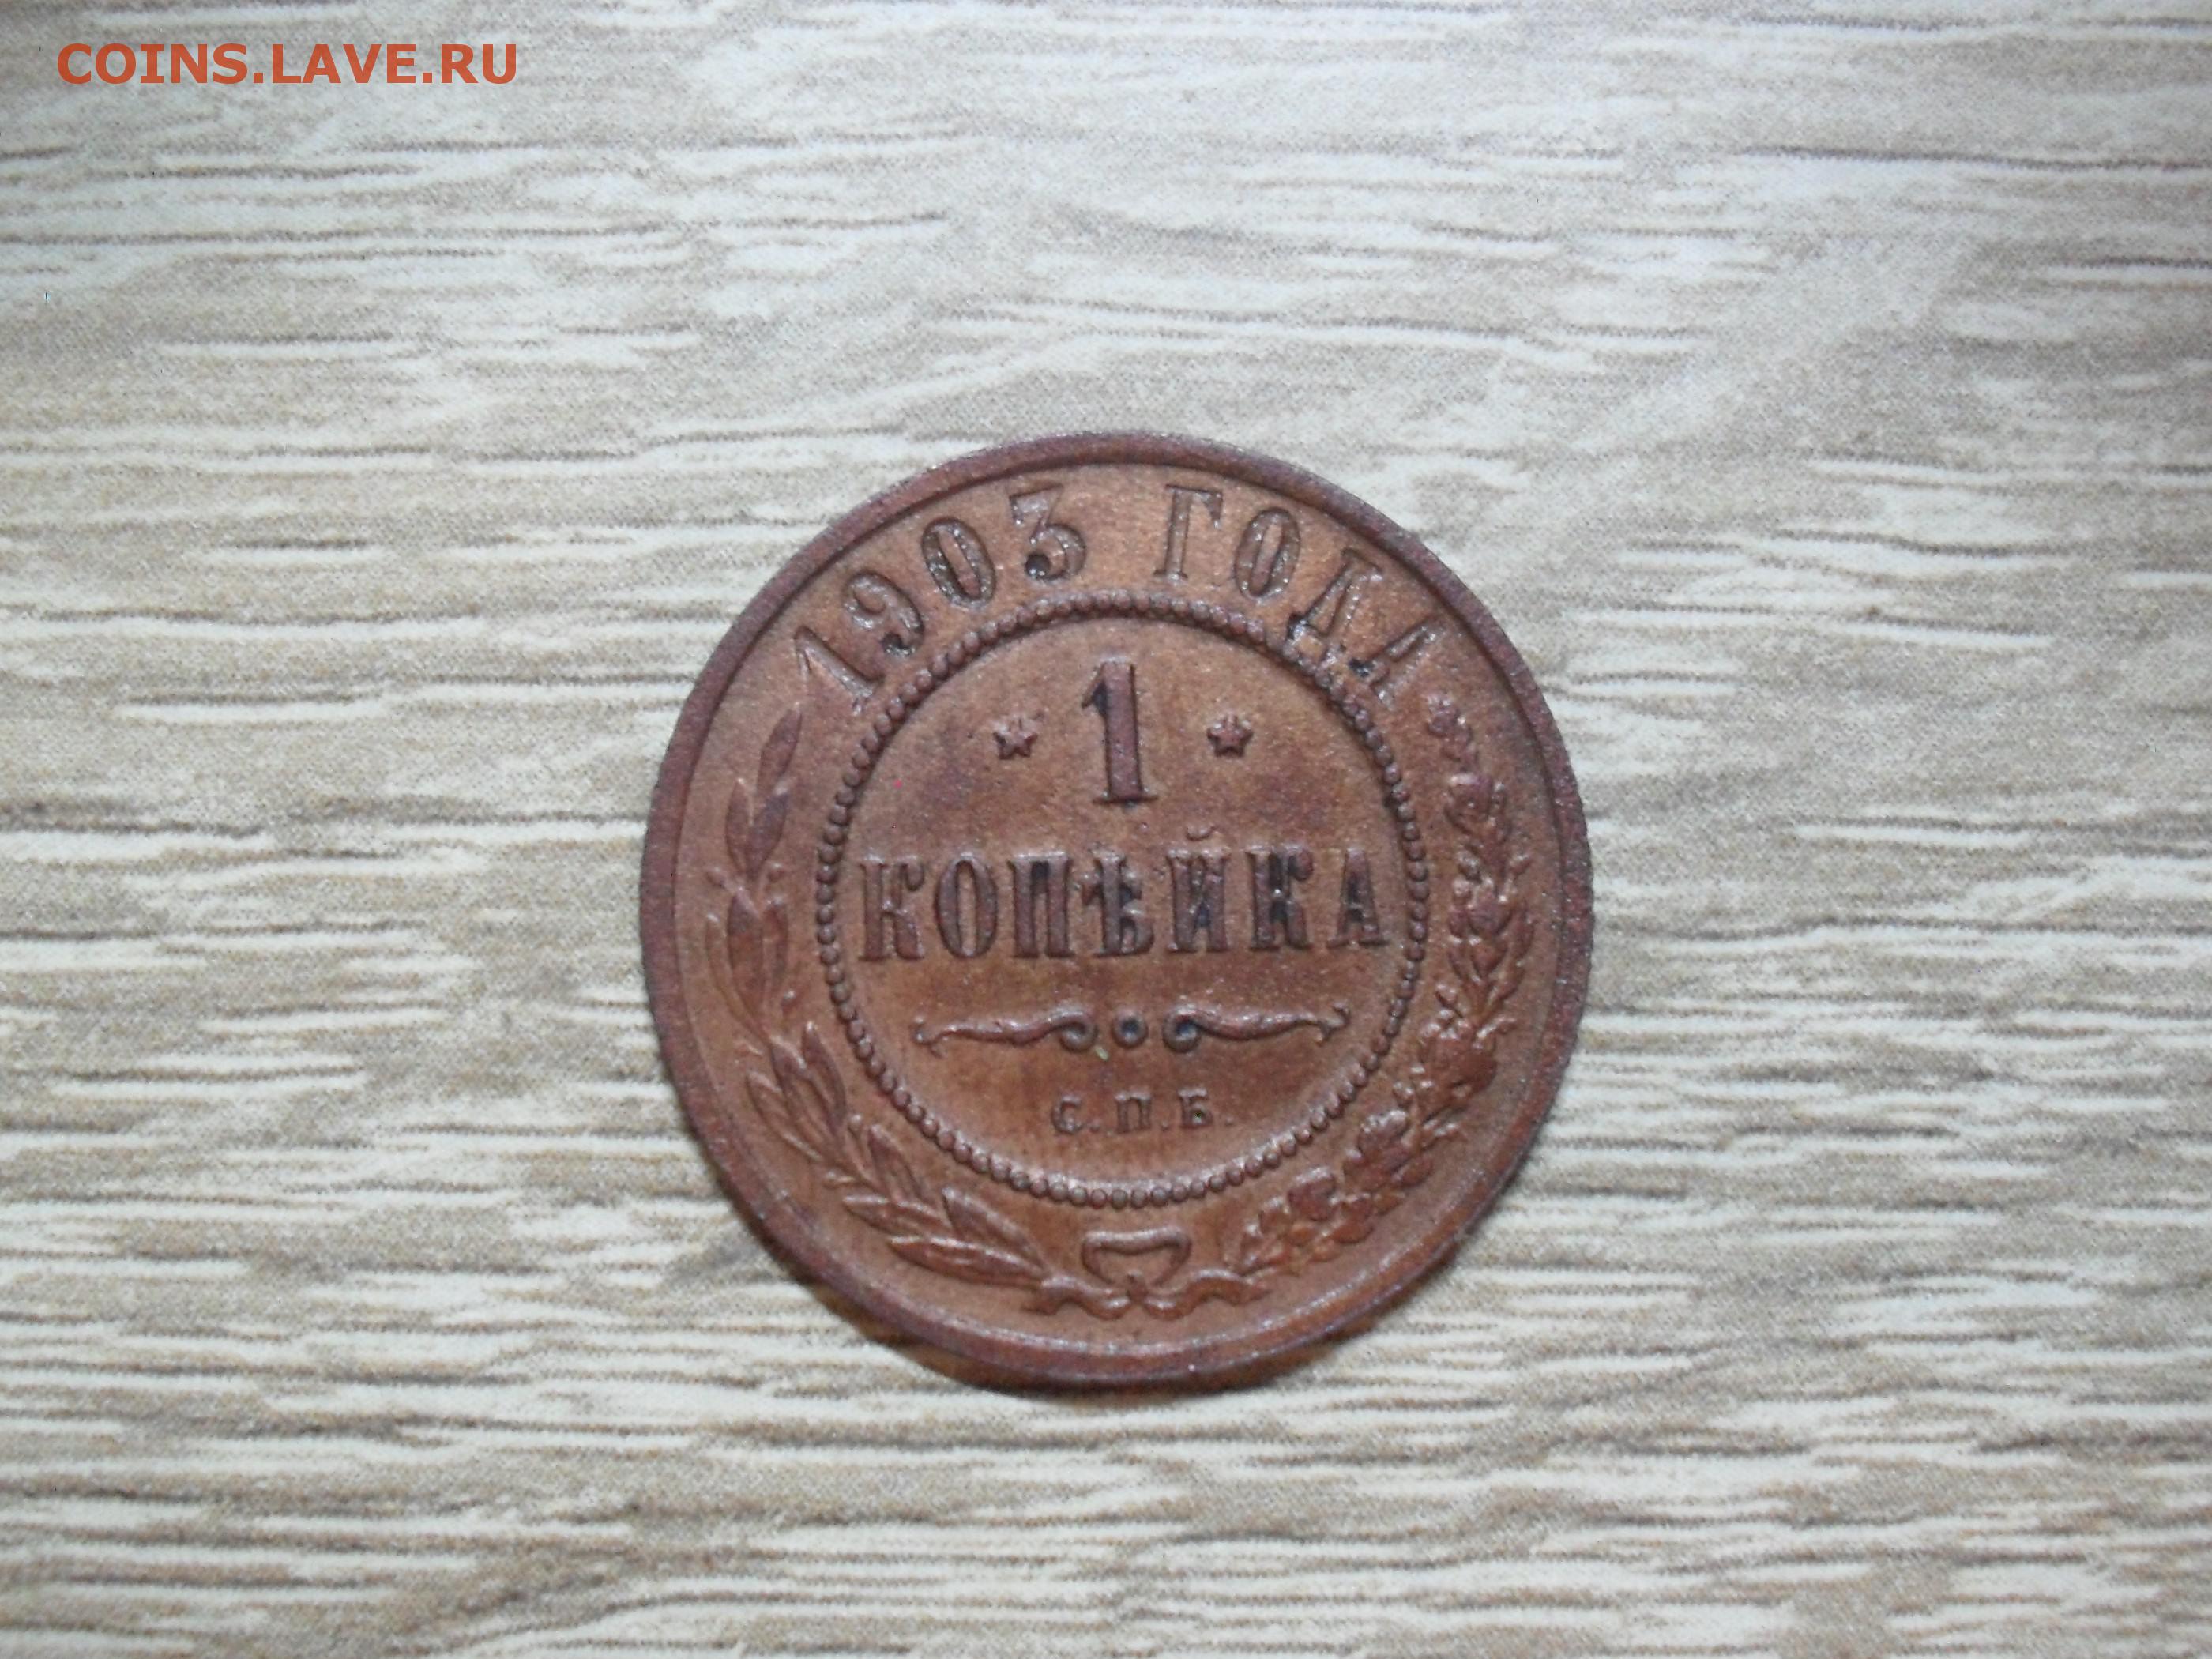 COINS.LAVE.RU
1903 ГОДА
* 1 *
КОПѢЙКА
С.П.Б.